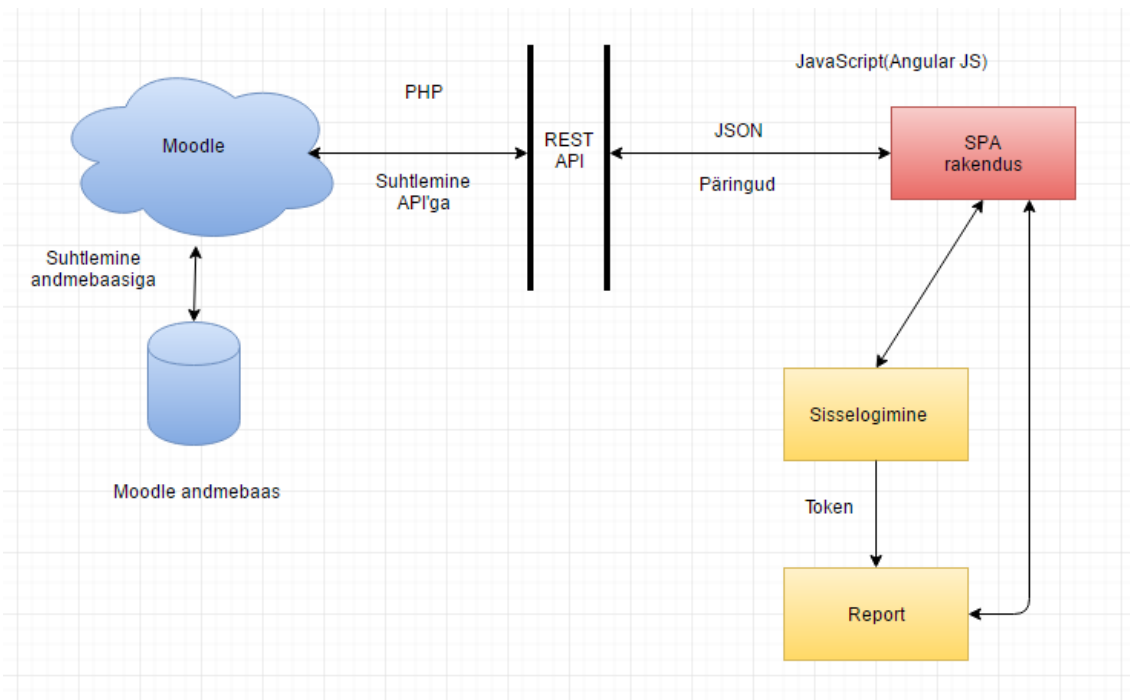 JavaScript(Angular JS)
PHP
Moodle
REST
API
JSON
SPA
rakendus
Suhtlemine
API'ga
Päringud
Suhtlemine
andmebaasiga
Sisselogimine
Moodle andmebaas
Token
Report